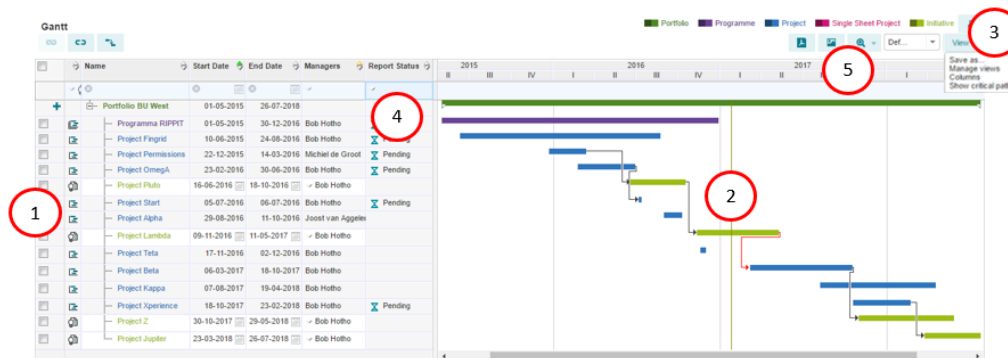 Gantt
Portfolio Programme Project Single Sheet Project Initiative
Def... View
3
Save as...
Manage views
Columns
Show critical path
5
Name Start Date End Date Managers Report Status
2015 2016 2017
II III IV I II III IV I II I
Portfolio BU West 01-05-2015 26-07-2018
4
Programma RIPPIT 01-05-2015 30-12-2016 Bob Hotho
Project Fingrid 10-06-2015 24-08-2016 Bob Hotho Pending
Project Permissions 22-12-2015 14-03-2016 Michiel de Groot Pending
Project OmegA 23-02-2016 30-06-2016 Bob Hotho Pending
Project Pluto 16-06-2016 18-10-2016 Bob Hotho
Project Start 05-07-2016 06-07-2016 Bob Hotho Pending
1
2
Project Alpha 29-08-2016 11-10-2016 Joost van Aggelen
Project Lambda 09-11-2016 11-05-2017 Bob Hotho
Project Teta 17-11-2016 02-12-2016 Bob Hotho
Project Beta 06-03-2017 18-10-2017 Bob Hotho
Project Kappa 07-08-2017 19-04-2018 Bob Hotho
Project Xperience 18-10-2017 23-02-2018 Bob Hotho Pending
Project Z 30-10-2017 29-05-2018 Bob Hotho
Project Jupiter 23-03-2018 26-07-2018 Bob Hotho